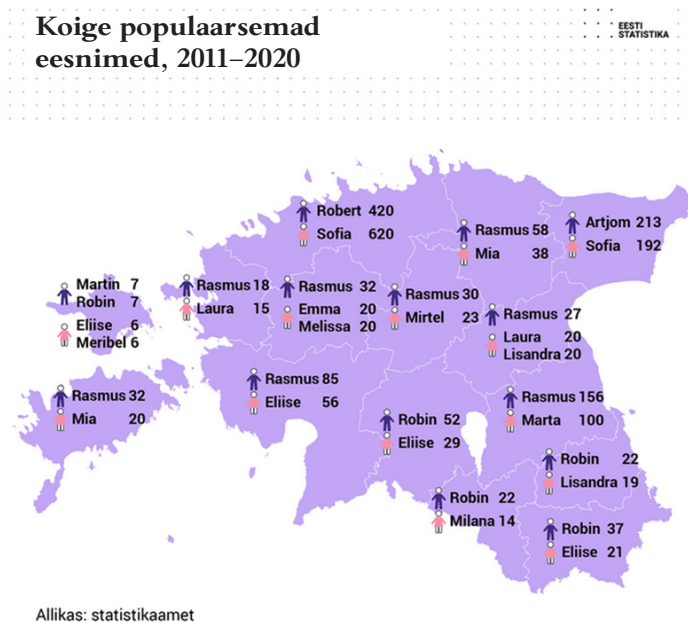 Koige populaarsemad
eesnimed, 2011–2020
EESTI
STATISTIKA
Robert 420
Sofia 620
Rasmus 58
Mia 38
Artjom 213
Sofia 192
Martin 7
Robin 7
Eliise 6
Meribel 6
Rasmus 18
Laura 15
Rasmus 32
Emma 20
Melissa 20
Rasmus 30
Mirtel 23
Rasmus 27
Laura 20
Lisandra 20
Rasmus 32
Mia 20
Rasmus 85
Eliise 56
Robin 52
Eliise 29
Rasmus 156
Marta 100
Robin 22
Lisandra 19
Robin 22
Milana 14
Robin 37
Eliise 21
Allikas: statistikaamet